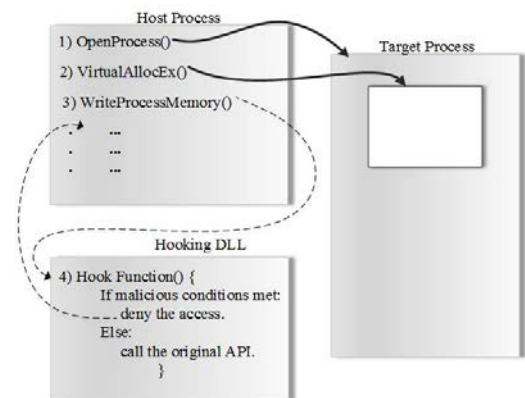 Host Process
1) OpenProcess()
2) VirtualAllocEx()
3) WriteProcessMemory()
. ...
. ...
. ...
Target Process
Hooking DLL
4) Hook Function() {
If malicious conditions met:
deny the access.
Else:
call the original API.
}